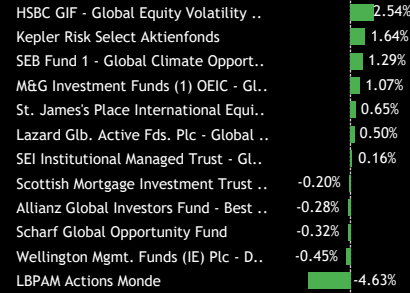 HSBC GIF - Global Equity Volatility .. 2.54%
Kepler Risk Select Aktienfonds 1.64%
SEB Fund 1 - Global Climate Opport.. 1.29%
M&G Investment Funds (1) OEIC - Gl.. 1.07%
St. James's Place International Equi.. 0.65%
Lazard Glb. Active Fds. Plc - Global .. 0.50%
SEI Institutional Managed Trust - Gl.. 0.16%
Scottish Mortgage Investment Trust .. -0.20%
Allianz Global Investors Fund - Best .. -0.28%
Scharf Global Opportunity Fund -0.32%
Wellington Mgmt. Funds (IE) Plc - D.. -0.45%
LBPAM Actions Monde -4.63%